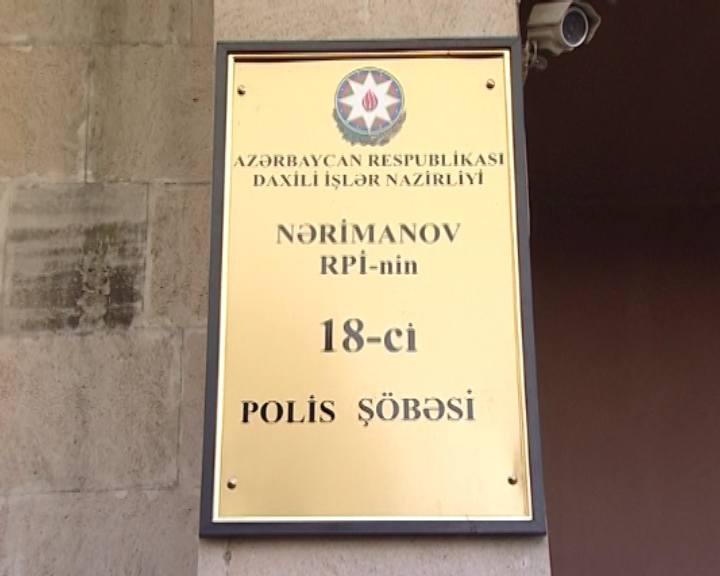 AZƏRBAYCAN RESPUBLİKASI
DAXİLİ İŞLƏR NAZİRLİYİ
NƏRİMANOV
RPİ-nin
18-ci
POLİS ŞÖBƏSİ